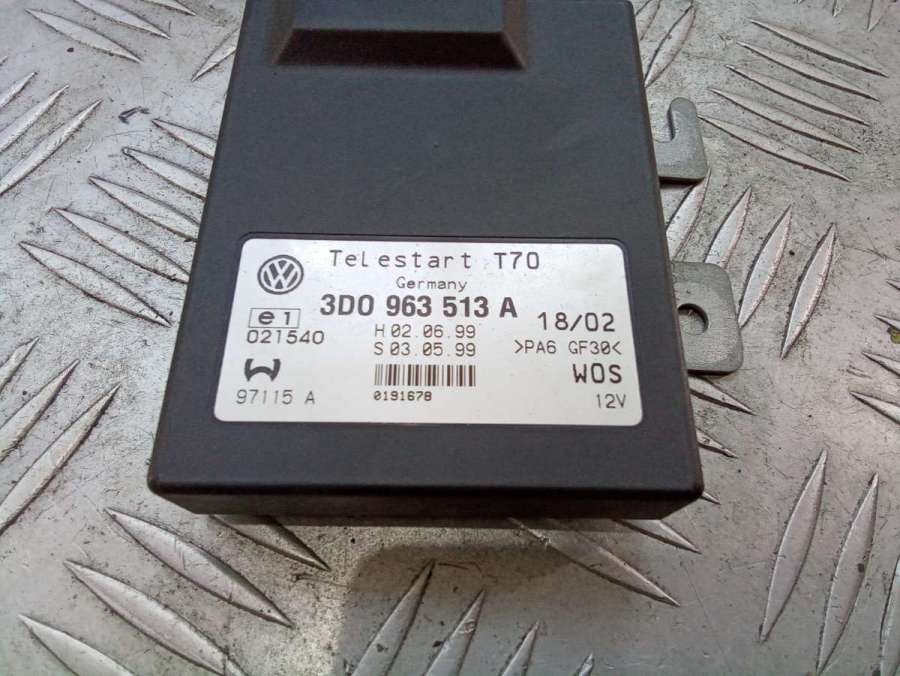 Telestart T70
Germany
3D0 963 513 A
e1
021540
H 02.06.99
S 03.05.99
18/02
>PA6 GF30<
97115 A
0191678
WOS
12V